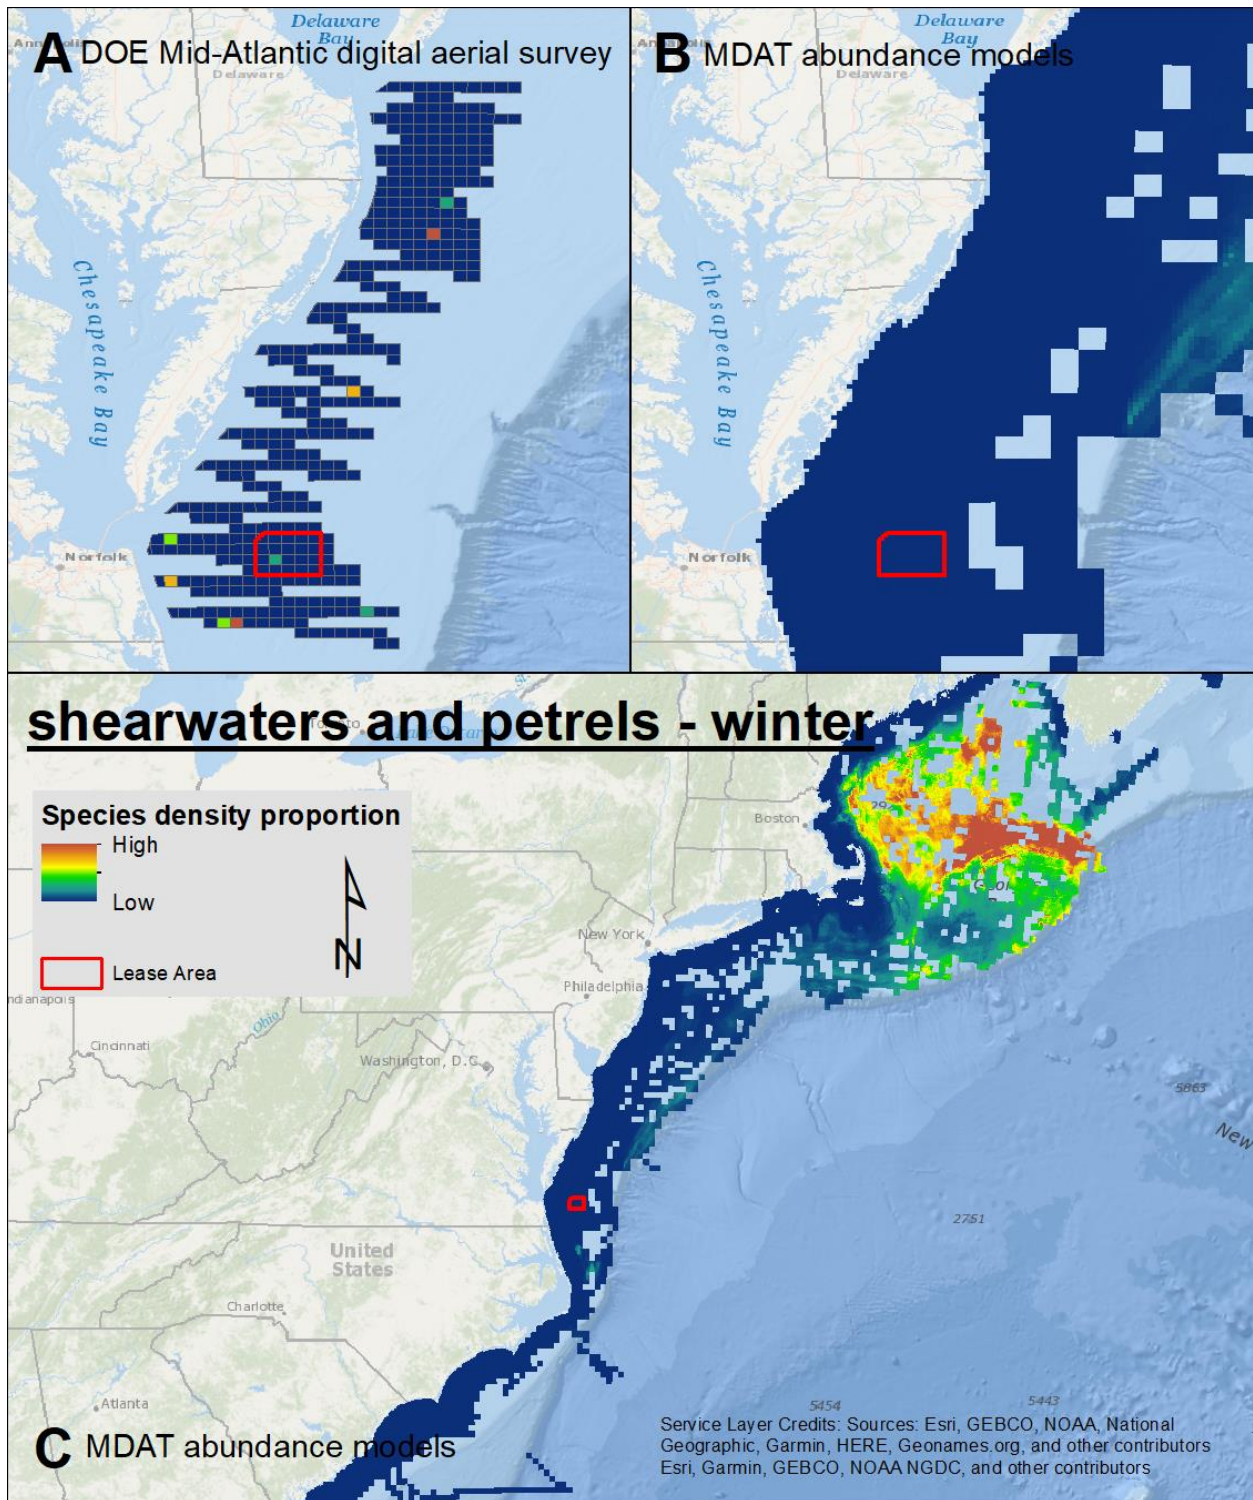 Delaware
Bay
A DOE Mid-Atlantic digital aerial survey
Delaware
Chesapeake Bay
Norfolk
Delaware
Bay
B MDAT abundance models
Delaware
Chesapeake Bay
Norfolk
shearwaters and petrels - winter
Species density proportion
High
Low
N
Lease Area
Boston
New York
Philadelphia
ndianapolis
Ohio
Cincinnati
Washington, D.C.
5863
New
2751
United
States
Charlotte
Atlanta
5454
5443
C MDAT abundance models
Service Layer Credits: Sources: Esri, GEBCO, NOAA, National
Geographic, Garmin, HERE, Geonames.org, and other contributors
Esri, Garmin, GEBCO, NOAA NGDC, and other contributors